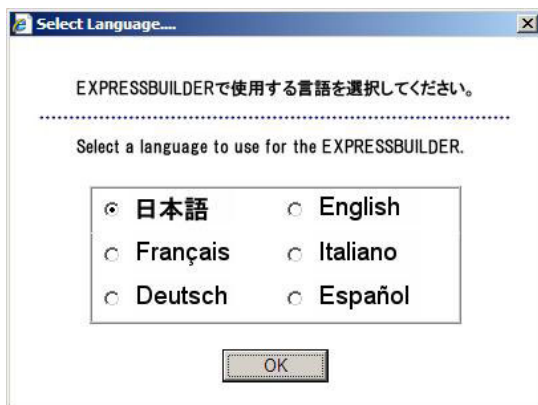 Select Language....
EXPRESSBUILDERで使用する言語を選択してください。
Select a language to use for the EXPRESSBUILDER.
日本語 English
Français Italiano
Deutsch Español
OK